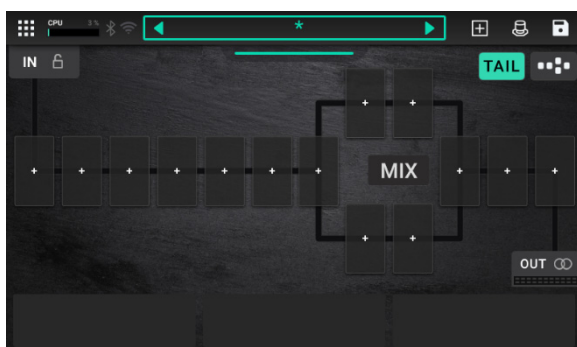 CPU 3 %
*
IN
TAIL
+ +
+ + + + + + + MIX + + +
+ +
OUT